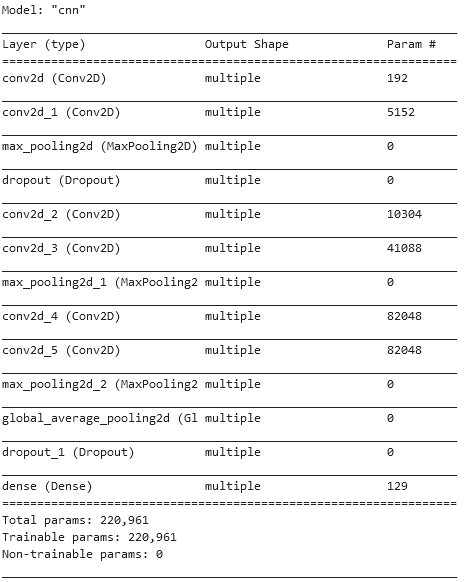 Model: "cnn"
Layer (type) Output Shape Param #
conv2d (Conv2D) multiple 192
conv2d_1 (Conv2D) multiple 5152
max_pooling2d (MaxPooling2D) multiple 0
dropout (Dropout) multiple 0
conv2d_2 (Conv2D) multiple 10304
conv2d_3 (Conv2D) multiple 41088
max_pooling2d_1 (MaxPooling2 multiple 0
conv2d_4 (Conv2D) multiple 82048
conv2d_5 (Conv2D) multiple 82048
max_pooling2d_2 (MaxPooling2 multiple 0
global_average_pooling2d (Gl multiple 0
dropout_1 (Dropout) multiple 0
dense (Dense) multiple 129
Total params: 220,961
Trainable params: 220,961
Non-trainable params: 0